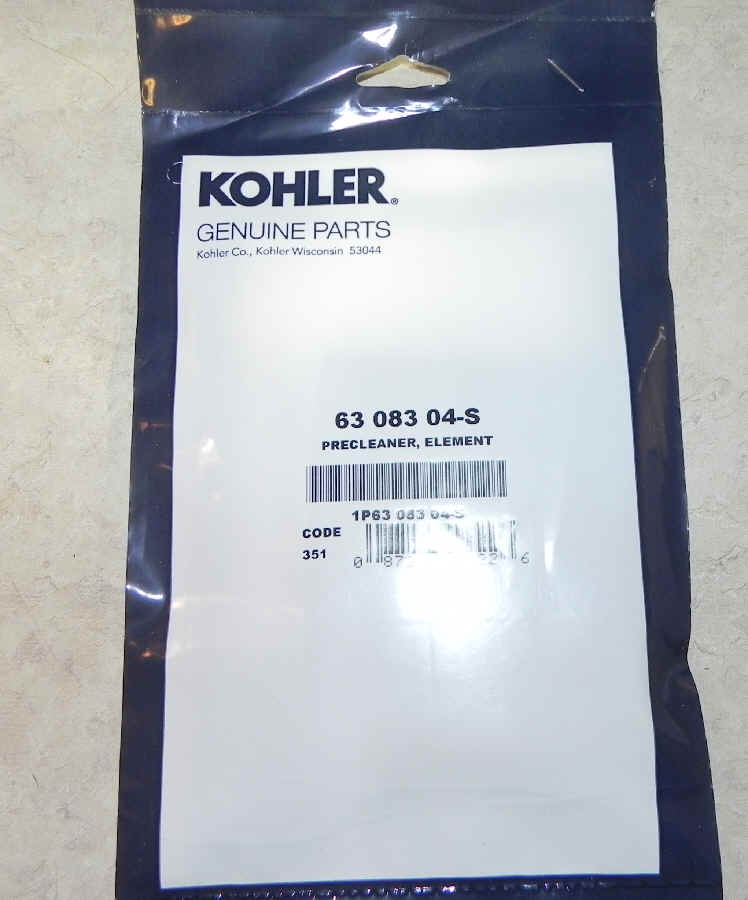 KOHLER®
GENUINE PARTS
Kohler Co., Kohler Wisconsin 53044
63 083 04-S
PRECLEANER, ELEMENT
1P63 083 04-S
CODE
351